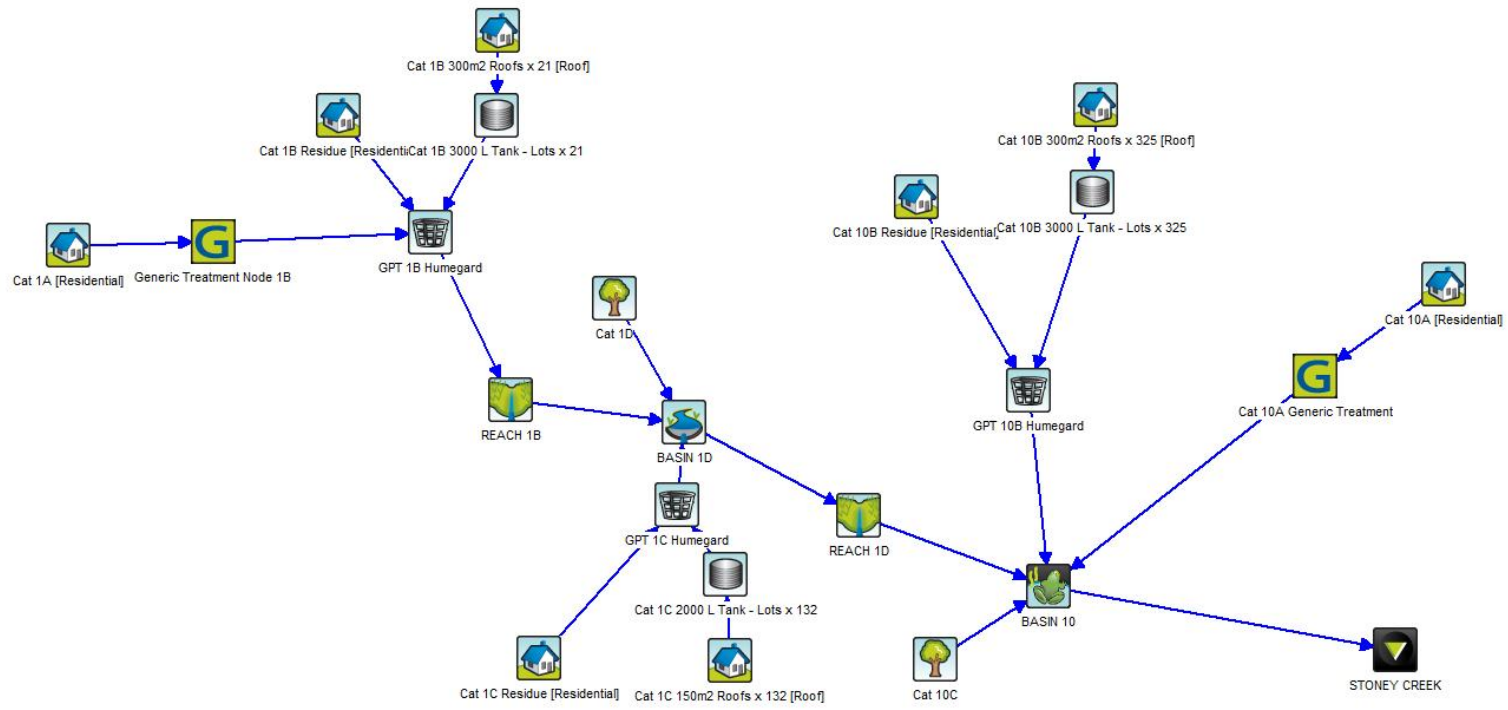 Cat 1B 300m2 Roofs x 21 [Roof]
Cat 1B Residue [Residenti
Cat 1B 3000 L Tank - Lots x 21
Cat 10B 300m2 Roofs x 325 [Roof]
Cat 10B Residue [Residential]
Cat 10B 3000 L Tank - Lots x 325
Cat 1A [Residential]
G
Generic Treatment Node 1B
GPT 1B Humegard
Cat 1D
Cat 10A [Residential]
G
Cat 10A Generic Treatment
REACH 1B
BASIN 1D
GPT 10B Humegard
GPT 1C Humegard
REACH 1D
Cat 1C 2000 L Tank - Lots x 132
BASIN 10
Cat 1C Residue [Residential]
Cat 1C 150m2 Roofs x 132 [Roof]
Cat 10C
STONEY CREEK